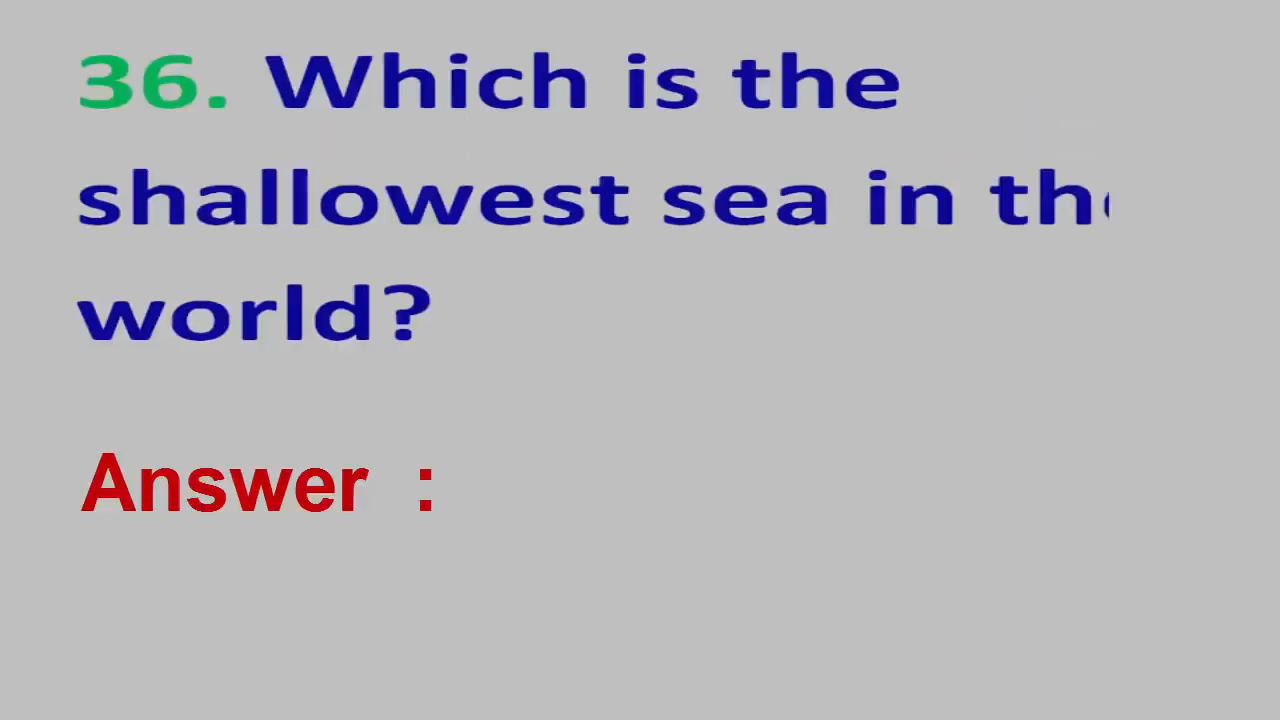 36. Which is the
shallowest sea in the
world?
Answer :